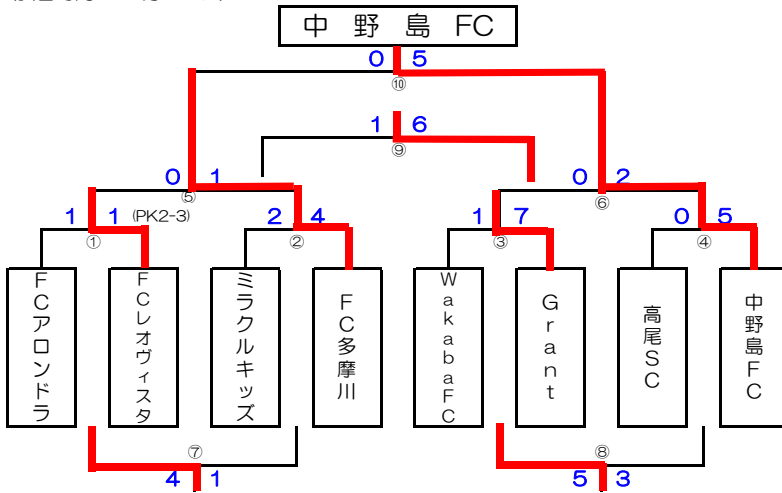 中野島FC
0 5
⑩
1 6
⑨
0 1
⑤
0 2
⑥
1 1 (PK2-3)
①
2 4
②
1 7
③
0 5
④
FCアロンドラ
FCレオヴィスタ
ミラクルキッズ
FC多摩川
WakabaFC
Grant
高尾SC
中野島FC
⑦
4 1
⑧
5 3